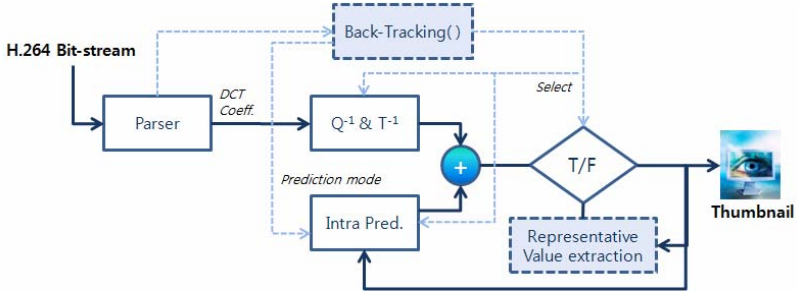 Back-Tracking( )
H.264 Bit-stream
DCT
Coeff.
Select
Parser
Q⁻¹ & T⁻¹
+
T/F
Prediction mode
Thumbnail
Intra Pred.
Representative
Value extraction